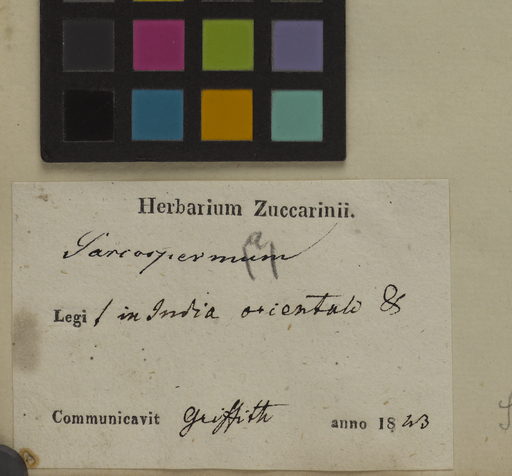 Herbarium Zuccarinii.
Sarcospermum
(a)
Legi t in India orientali &
Communicavit Griffith anno 1843